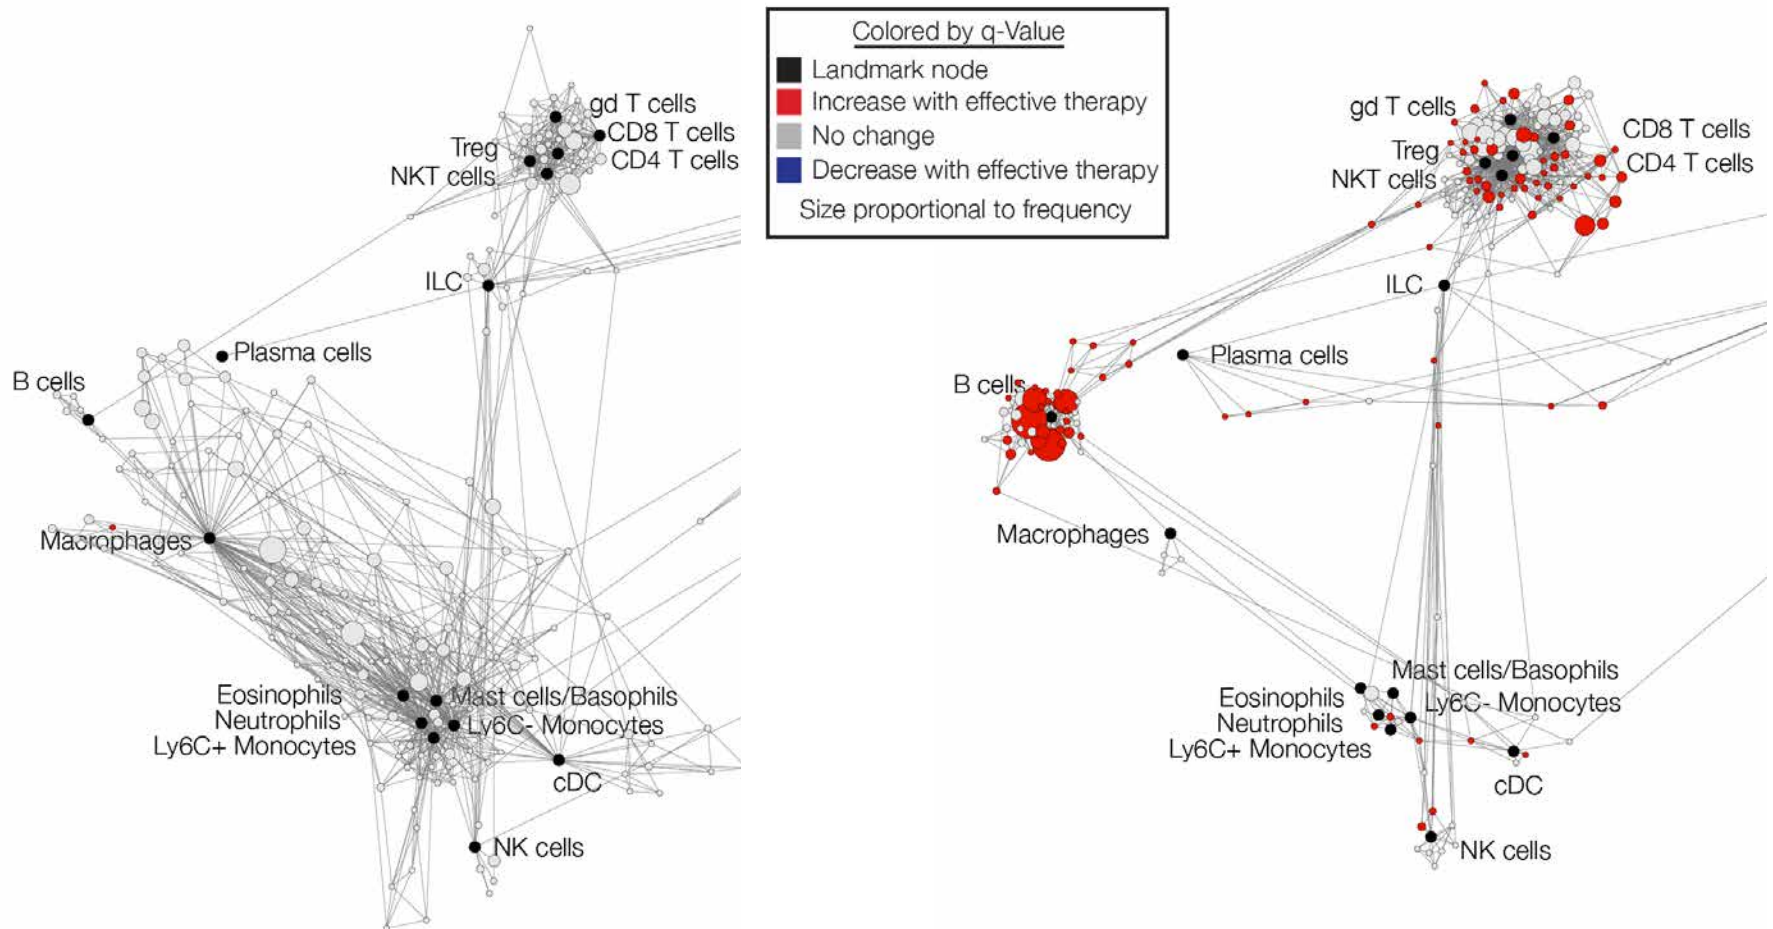 gd T cells
CD8 T cells
Treg
CD4 T cells
NKT cells
ILC
Plasma cells
B cells
Macrophages
Eosinophils
Mast cells/Basophils
Neutrophils
Ly6C- Monocytes
Ly6C+ Monocytes
cDC
NK cells
Colored by q-Value
Landmark node
Increase with effective therapy
No change
Decrease with effective therapy
Size proportional to frequency
gd T cells
CD8 T cells
Treg
CD4 T cells
NKT cells
ILC
Plasma cells
B cells
Macrophages
Mast cells/Basophils
Eosinophils
Ly6C- Monocytes
Neutrophils
Ly6C+ Monocytes
cDC
NK cells